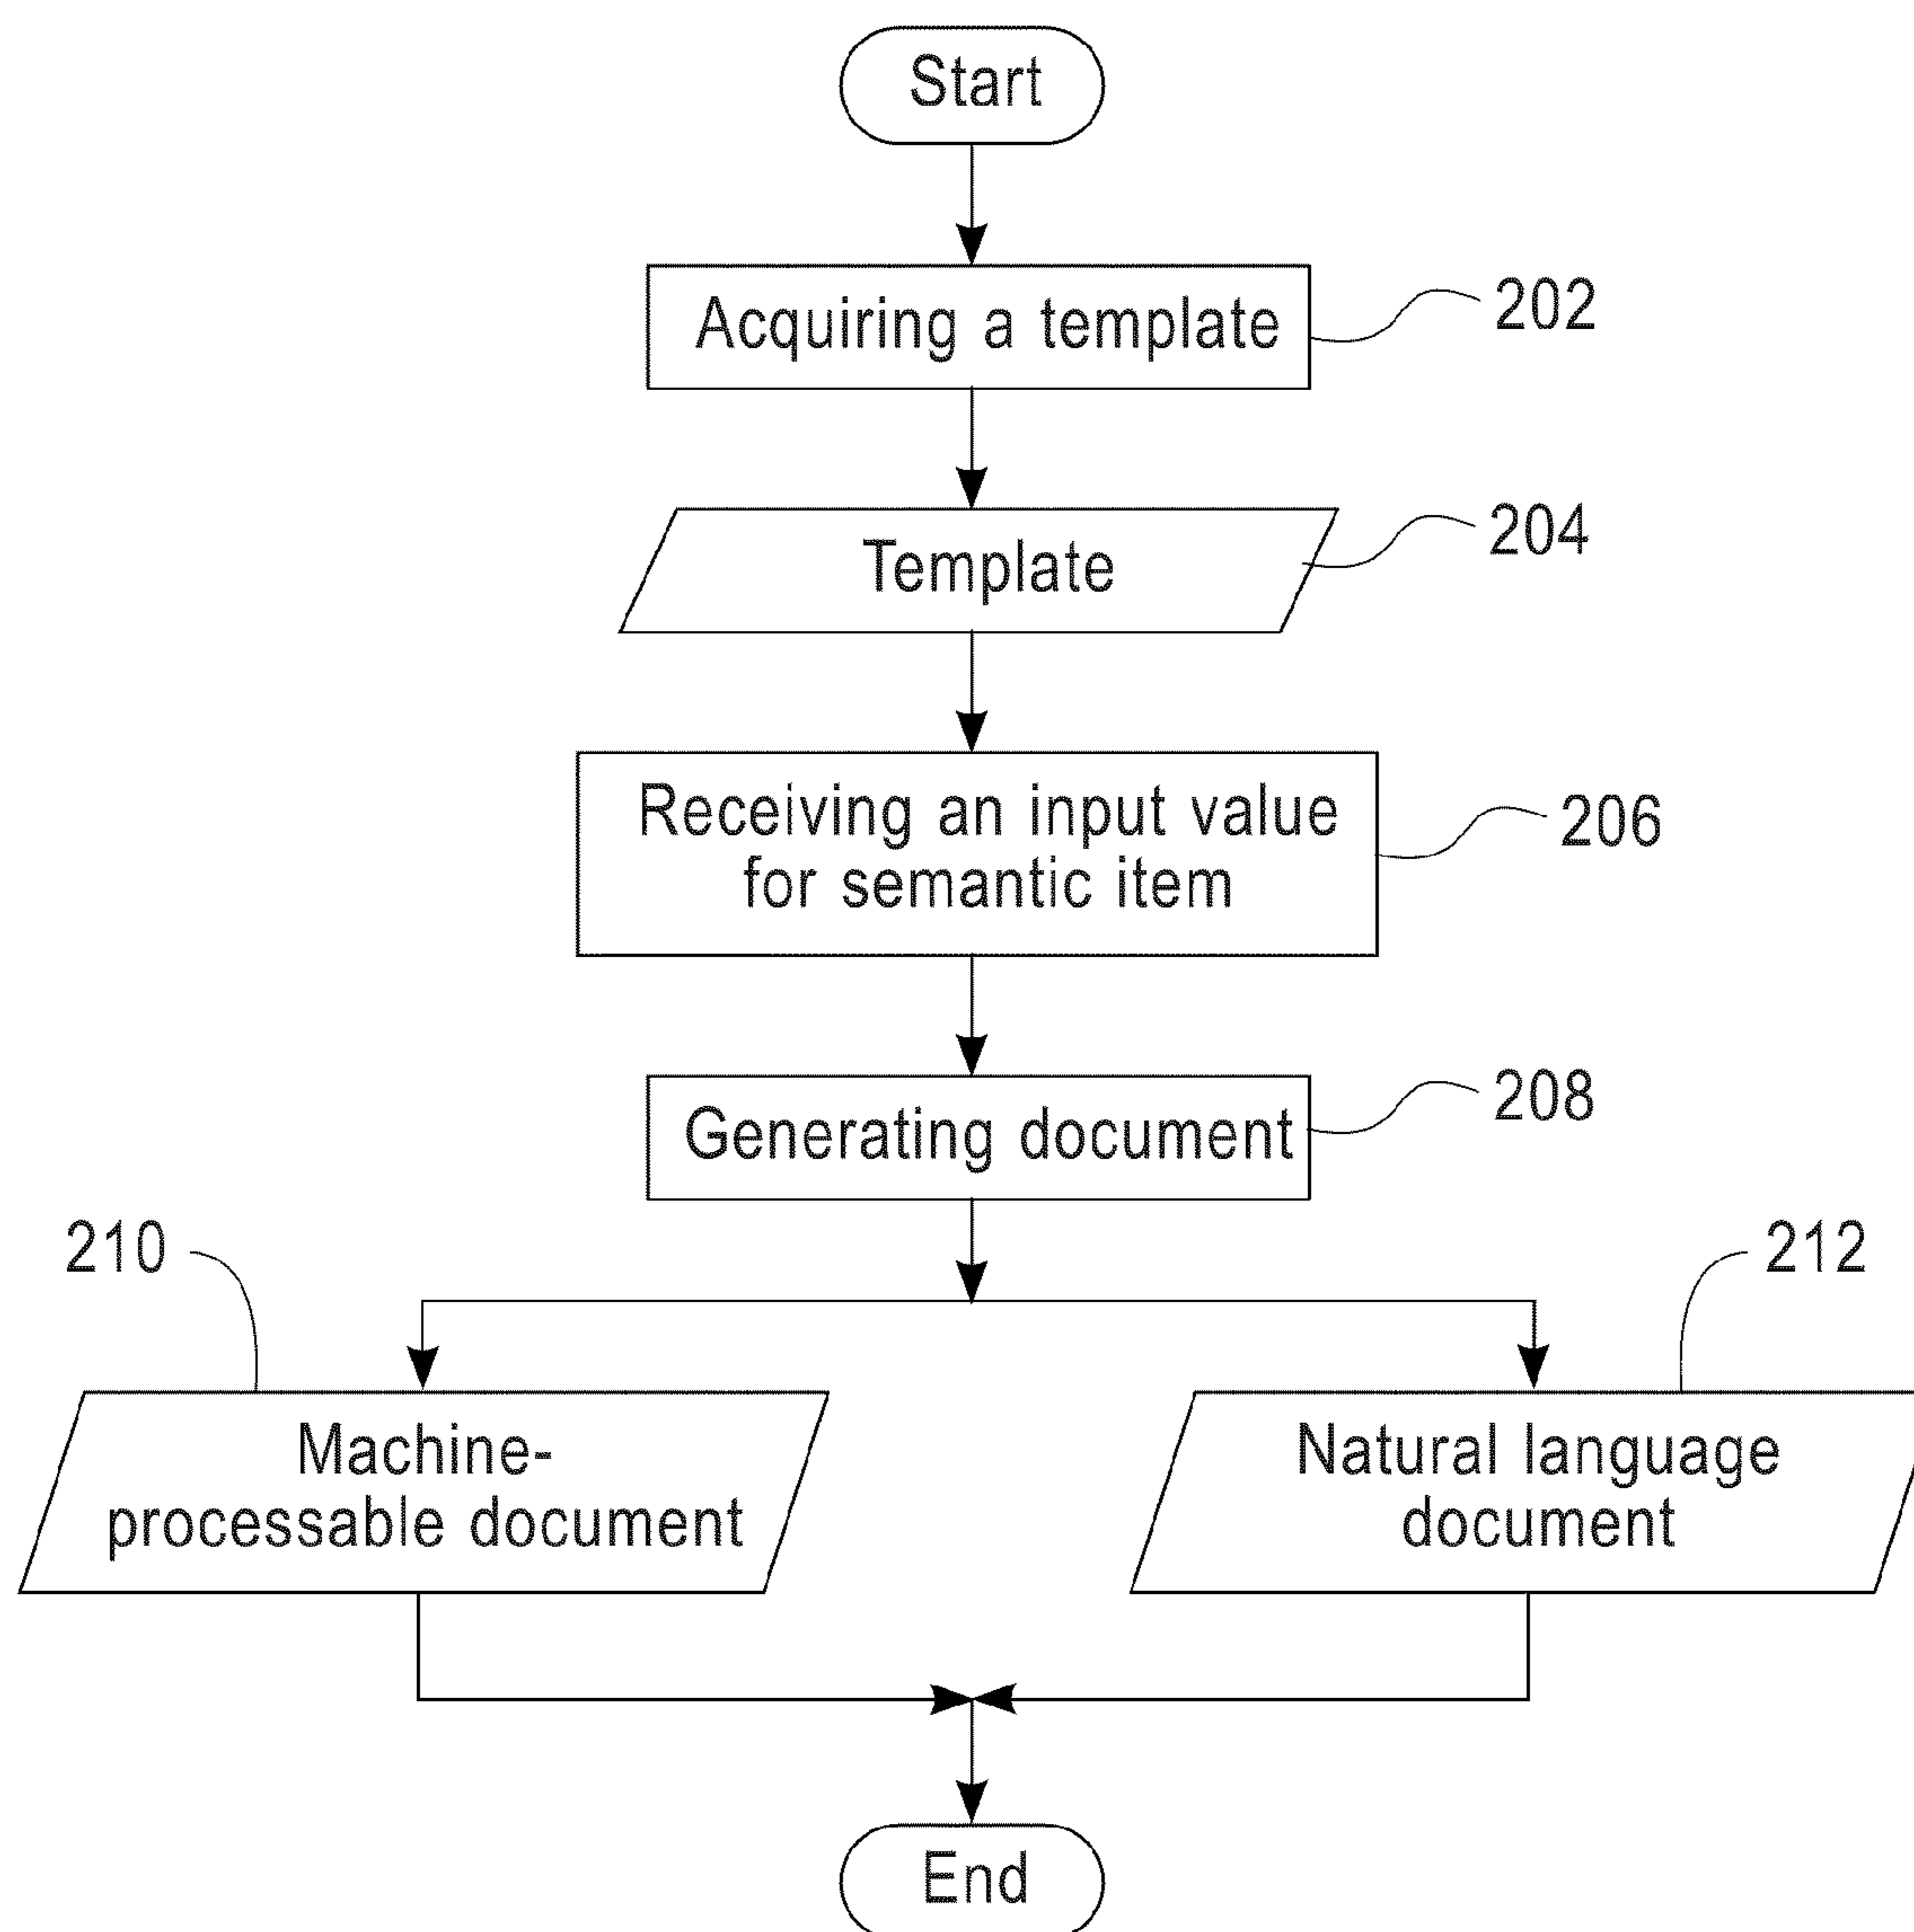 Start
Acquiring a template
202
Template
204
Receiving an input value
for semantic item
206
Generating document
208
210
212
Machine-
processable document
Natural language
document
End